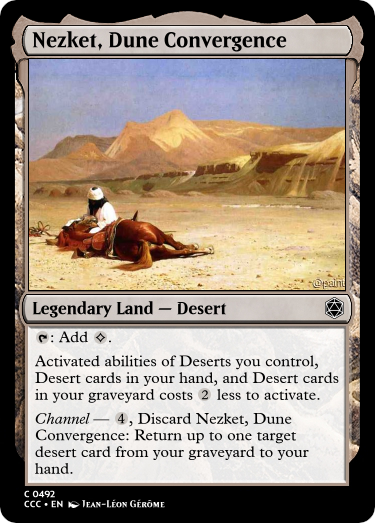 Nezket, Dune Convergence
@paint
Legendary Land — Desert
: Add .
Activated abilities of Deserts you control,
Desert cards in your hand, and Desert cards
in your graveyard costs 2 less to activate.
Channel — 4, Discard Nezket, Dune
Convergence: Return up to one target
desert card from your graveyard to your
hand.
C 0492
CCC • EN Jean-Léon Gérôme